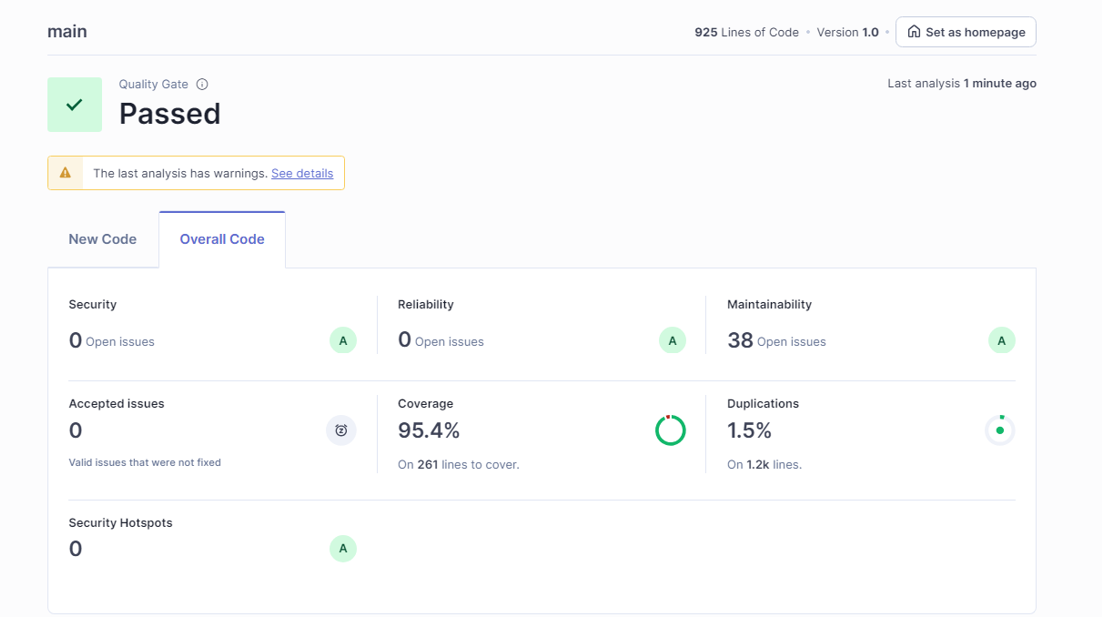 main
925 Lines of Code • Version 1.0 • Set as homepage
Quality Gate
Passed
Last analysis 1 minute ago
The last analysis has warnings. See details
New Code
Overall Code
Security
0 Open issues
A
Reliability
0 Open issues
A
Maintainability
38 Open issues
A
Accepted issues
0
Valid issues that were not fixed
Coverage
95.4%
On 261 lines to cover.
Duplications
1.5%
On 1.2k lines.
Security Hotspots
0
A